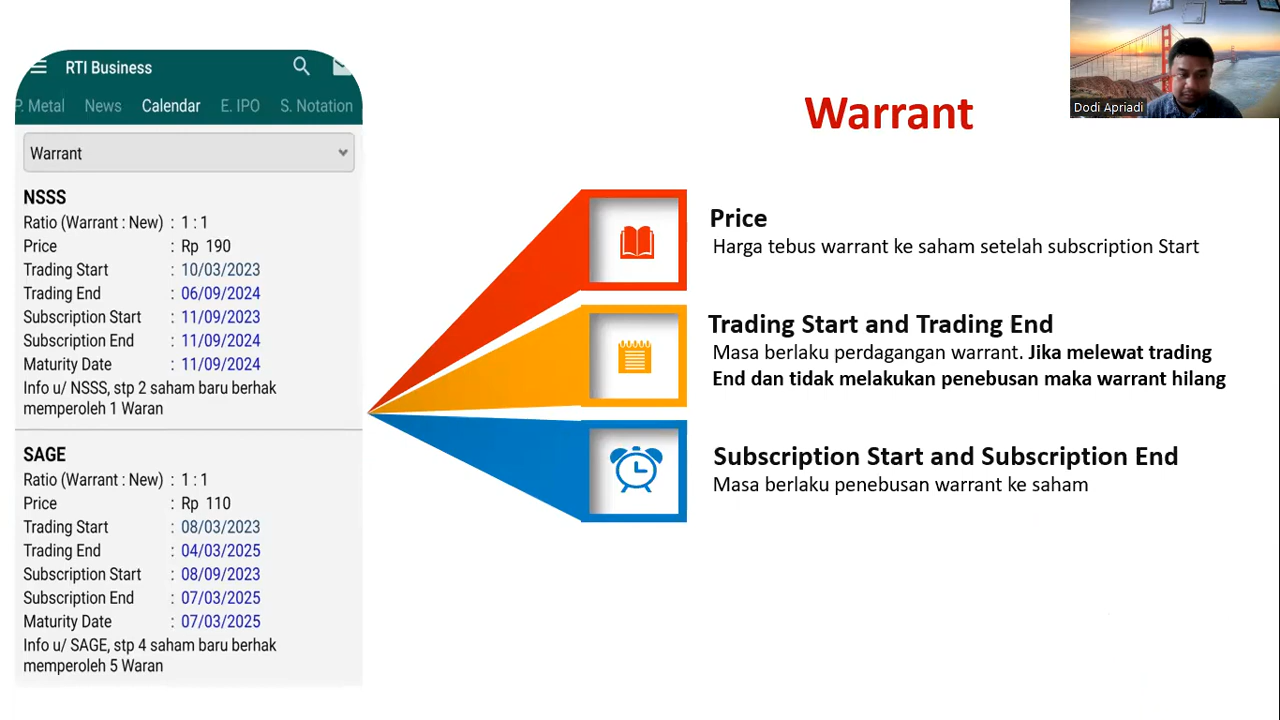 RTI Business
P. Metal News Calendar E. IPO S. Notation
Warrant
NSSS
Ratio (Warrant : New) : 1 : 1
Price : Rp 190
Trading Start : 10/03/2023
Trading End : 06/09/2024
Subscription Start : 11/09/2023
Subscription End : 11/09/2024
Maturity Date : 11/09/2024
Info u/ NSSS, stp 2 saham baru berhak
memperoleh 1 Waran
SAGE
Ratio (Warrant : New) : 1 : 1
Price : Rp 110
Trading Start : 08/03/2023
Trading End : 04/03/2025
Subscription Start : 08/09/2023
Subscription End : 07/03/2025
Maturity Date : 07/03/2025
Info u/ SAGE, stp 4 saham baru berhak
memperoleh 5 Waran
Warrant
Price
Harga tebus warrant ke saham setelah subscription Start
Trading Start and Trading End
Masa berlaku perdagangan warrant. Jika melewat trading
End dan tidak melakukan penebusan maka warrant hilang
Subscription Start and Subscription End
Masa berlaku penebusan warrant ke saham
Dodi Apriadi